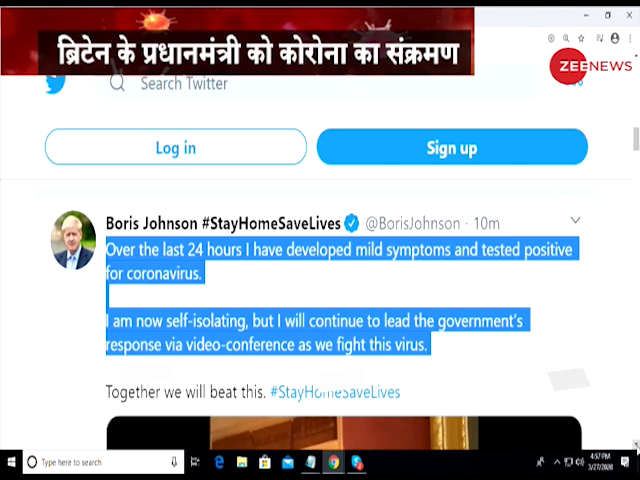 ब्रिटेन के प्रधानमंत्री को कोरोना का संक्रमण
ZEENEWS
Search Twitter
Log in
Sign up
Boris Johnson #StayHomeSaveLives @BorisJohnson · 10m
Over the last 24 hours I have developed mild symptoms and tested positive
for coronavirus.
I am now self-isolating, but I will continue to lead the government's
response via video-conference as we fight this virus.
Together we will beat this. #StayHomeSaveLives
Type here to search
4:57 PM
3/27/2020